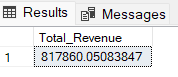 Results Messages
Total_Revenue
1 817860.05083847